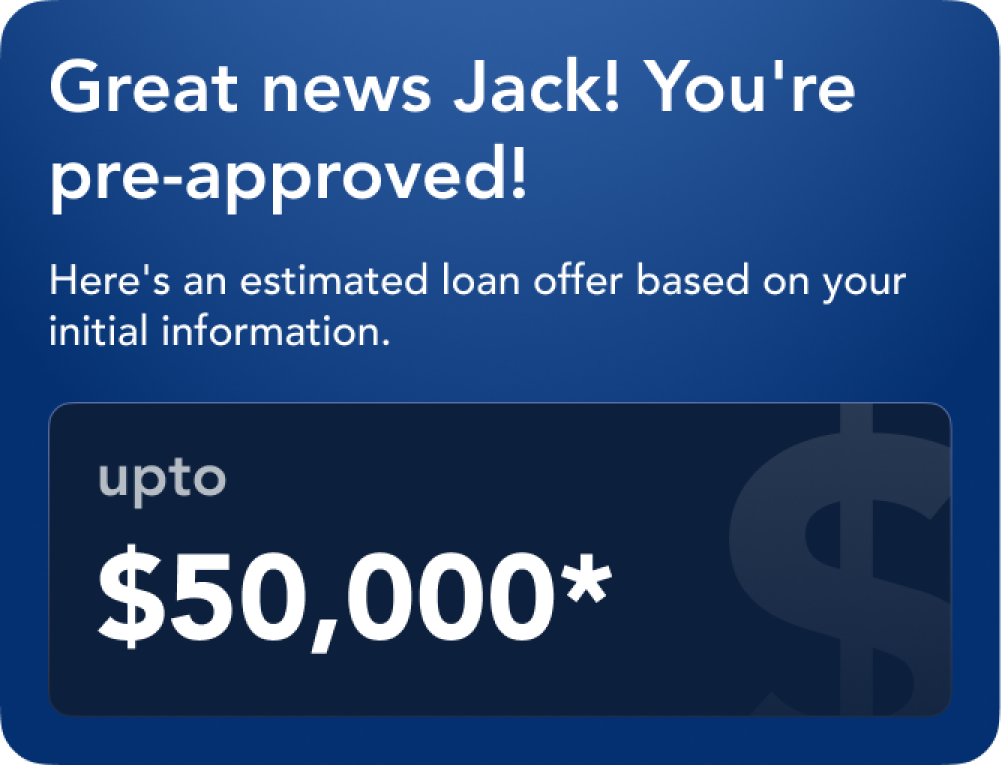 Great news Jack! You're
pre-approved!
Here's an estimated loan offer based on your
initial information.
upto
$50,000*
$